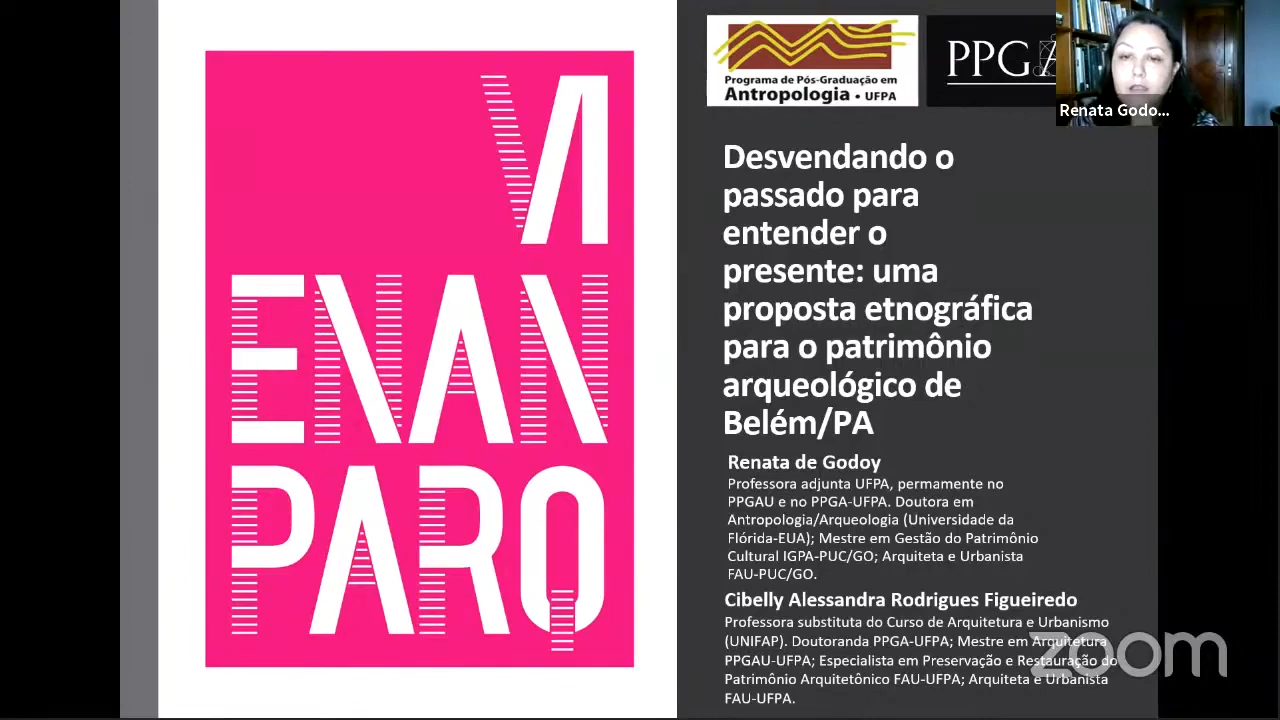 VI
ENAN
PARQ
Programa de Pós-Graduação em
Antropologia • UFPA
PPGA
Renata Godo...
Desvendando o
passado para
entender o
presente: uma
proposta etnográfica
para o patrimônio
arqueológico de
Belém/PA
Renata de Godoy
Professora adjunta UFPA, permamente no
PPGAU e no PPGA-UFPA. Doutora em
Antropologia/Arqueologia (Universidade da
Flórida-EUA); Mestre em Gestão do Patrimônio
Cultural IGPA-PUC/GO; Arquiteta e Urbanista
FAU-PUC/GO.
Cibelly Alessandra Rodrigues Figueiredo
Professora substituta do Curso de Arquitetura e Urbanismo
(UNIFAP). Doutoranda PPGA-UFPA; Mestre em Arquitetura
PPGAU-UFPA; Especialista em Preservação e Restauração do
Patrimônio Arquitetônico FAU-UFPA; Arquiteta e Urbanista
FAU-UFPA.
zoom